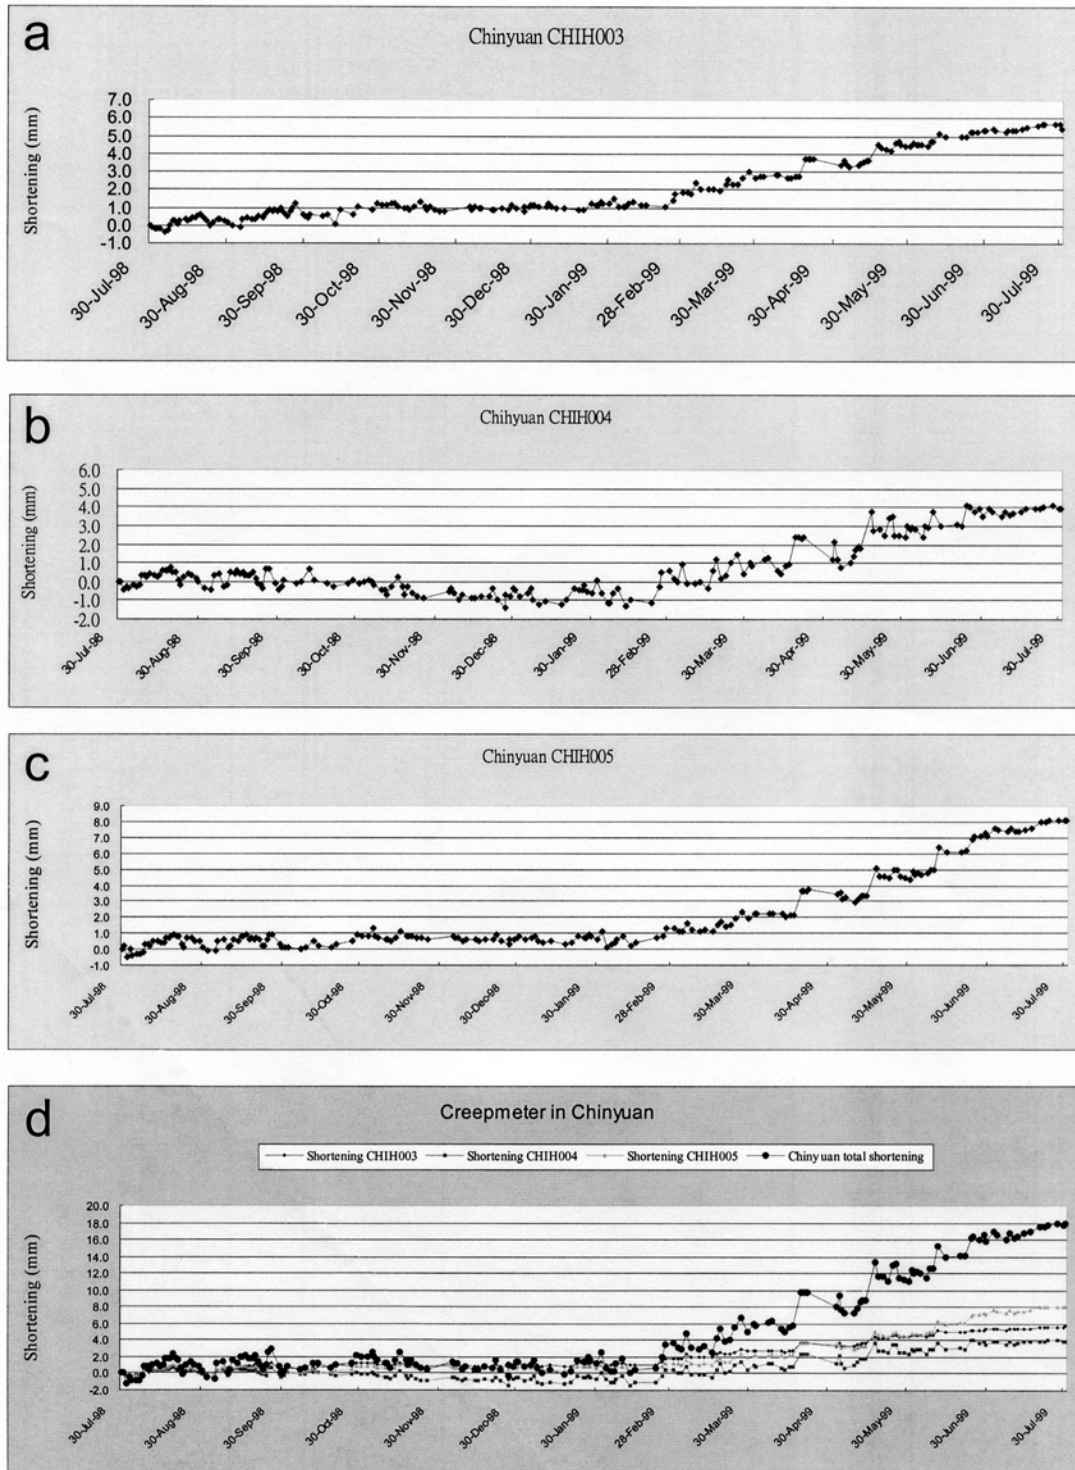 a
Chinyuan CHIH003
Shortening (mm)
7.0
6.0
5.0
4.0
3.0
2.0
1.0
0.0
-1.0
30-Jul-98
30-Aug-98
30-Sep-98
30-Oct-98
30-Nov-98
30-Dec-98
30-Jan-99
28-Feb-99
30-Mar-99
30-Apr-99
30-May-99
30-Jun-99
30-Jul-99
b
Chihyuan CHIH004
Shortening (mm)
6.0
5.0
4.0
3.0
2.0
1.0
0.0
-1.0
-2.0
30-Jul-98
30-Aug-98
30-Sep-98
30-Oct-98
30-Nov-98
30-Dec-98
30-Jan-99
28-Feb-99
30-Mar-99
30-Apr-99
30-May-99
30-Jun-99
30-Jul-99
c
Chinyuan CHIH005
Shortening (mm)
9.0
8.0
7.0
6.0
5.0
4.0
3.0
2.0
1.0
0.0
-1.0
30-Jul-98
30-Aug-98
30-Sep-98
30-Oct-98
30-Nov-98
30-Dec-98
30-Jan-99
28-Feb-99
30-Mar-99
30-Apr-99
30-May-99
30-Jun-99
30-Jul-99
d
Creepmeter in Chinyuan
Shortening CHIH003 Shortening CHIH004 Shortening CHIH005 Chinyuan total shortening
Shortening (mm)
20.0
18.0
16.0
14.0
12.0
10.0
8.0
6.0
4.0
2.0
0.0
-2.0
30-Jul-98
30-Aug-98
30-Sep-98
30-Oct-98
30-Nov-98
30-Dec-98
30-Jan-99
28-Feb-99
30-Mar-99
30-Apr-99
30-May-99
30-Jun-99
30-Jul-99